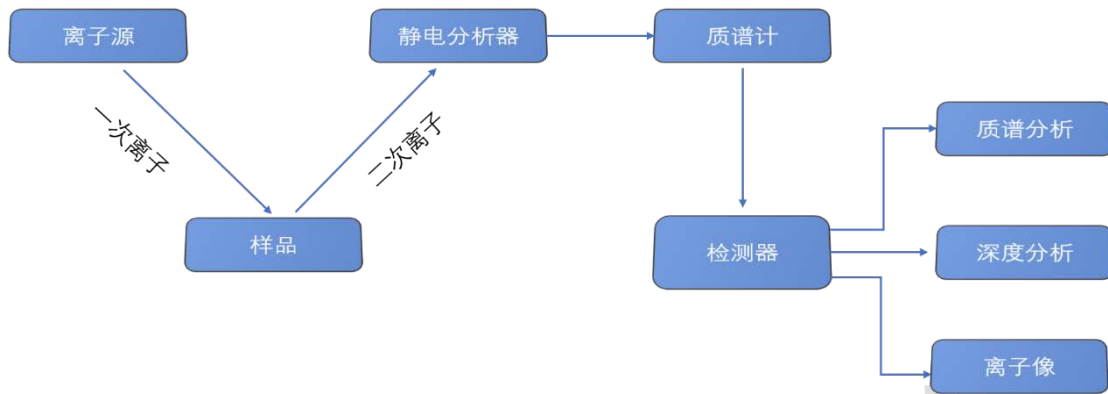 离子源
静电分析器
质谱计
一次离子
二次离子
质谱分析
样品
检测器
深度分析
离子像